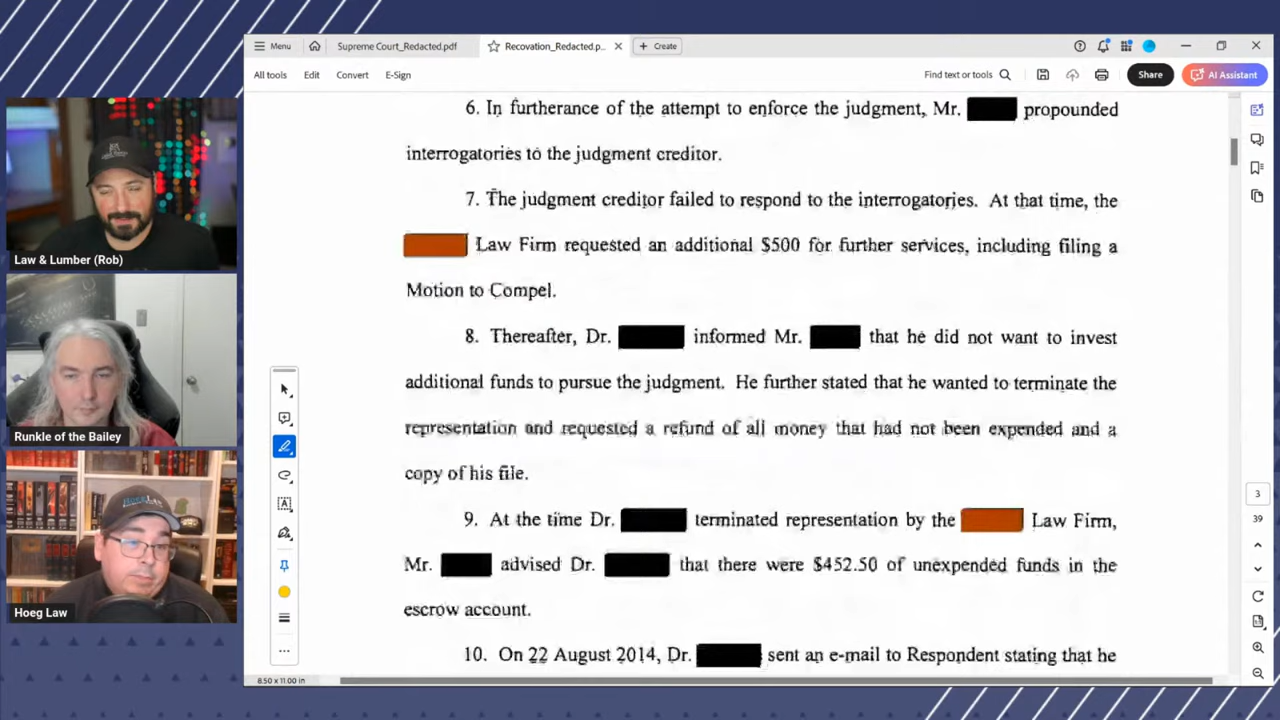 Menu
Supreme Court_Redacted.pdf
Recovation_Redacted.p...
Create
All tools
Edit
Convert
E-Sign
Find text or tools
Share
AI Assistant
6. In furtherance of the attempt to enforce the judgment, Mr. propounded
interrogatories to the judgment creditor.
7. The judgment creditor failed to respond to the interrogatories. At that time, the
Law Firm requested an additional $500 for further services, including filing a
Motion to Compel.
8. Thereafter, Dr. informed Mr. that he did not want to invest
additional funds to pursue the judgment. He further stated that he wanted to terminate the
representation and requested a refund of all money that had not been expended and a
copy of his file.
9. At the time Dr. terminated representation by the Law Firm,
Mr. advised Dr. that there were $452.50 of unexpended funds in the
escrow account.
10. On 22 August 2014, Dr. sent an e-mail to Respondent stating that he
3
39
8.50 x 11.00 in
Law & Lumber (Rob)
Runkle of the Bailey
Hoeg Law